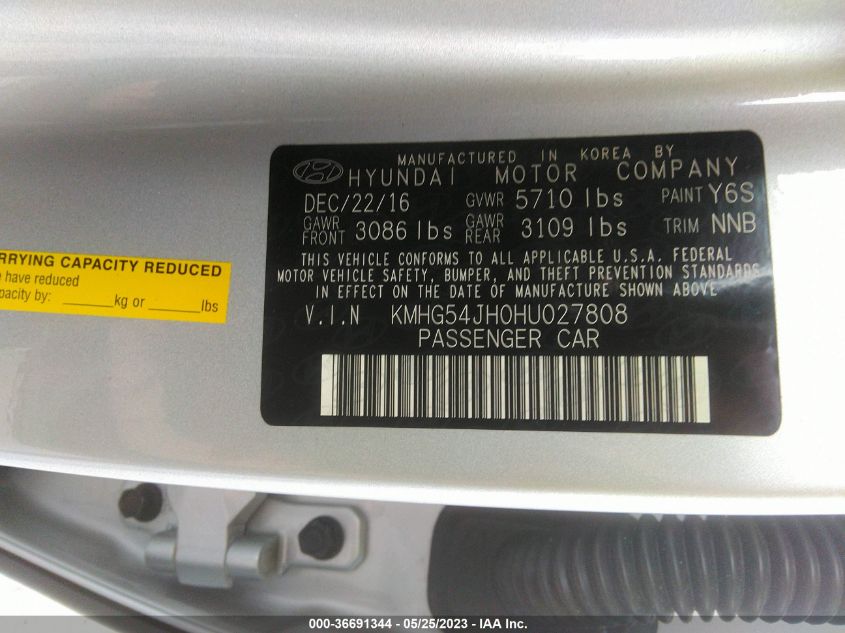 MANUFACTURED IN KOREA BY
HYUNDAI MOTOR COMPANY
DEC/22/16 GVWR 5710 lbs PAINT Y6S
GAWR FRONT 3086 lbs GAWR REAR 3109 lbs TRIM NNB
THIS VEHICLE CONFORMS TO ALL APPLICABLE U.S.A. FEDERAL
MOTOR VEHICLE SAFETY, BUMPER, AND THEFT PREVENTION STANDARDS
IN EFFECT ON THE DATE OF MANUFACTURE SHOWN ABOVE
V.I.N KMHG54JH0HU027808
PASSENGER CAR
RRYING CAPACITY REDUCED
have reduced
pacity by: ______kg or ______lbs
000-36691344 - 05/25/2023 - IAA Inc.